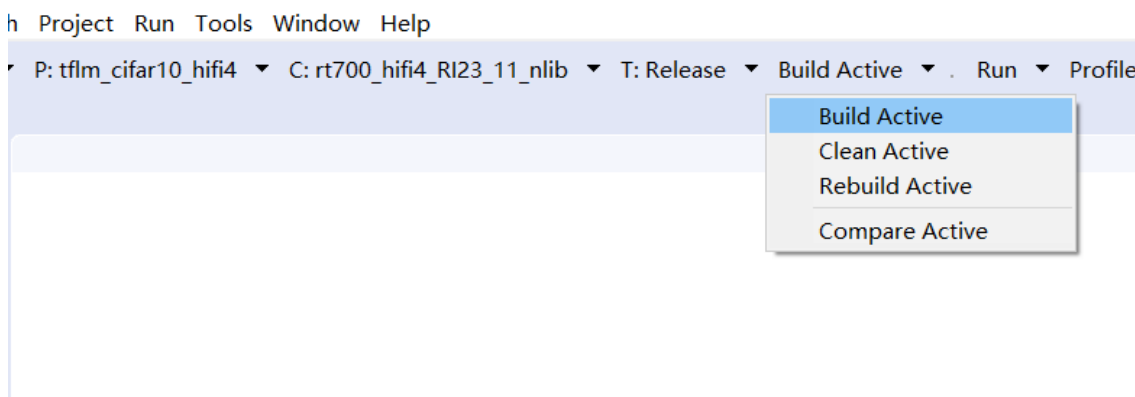 h Project Run Tools Window Help
P: tflm_cifar10_hifi4 C: rt700_hifi4_RI23_11_nlib T: Release Build Active . Run Profile
Build Active
Clean Active
Rebuild Active
Compare Active